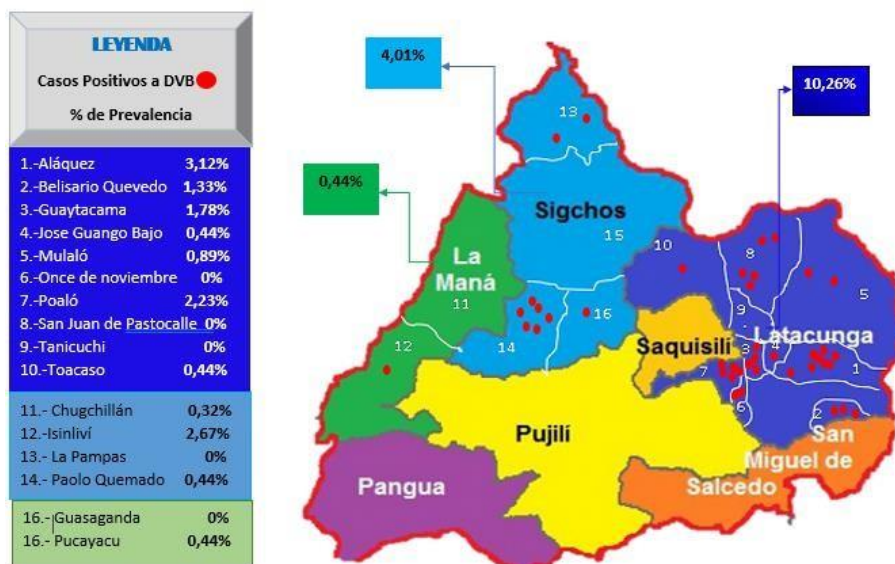 LEYENDA
Casos Positivos a DVB
% de Prevalencia
1.-Aláquez 3,12%
2.-Belisario Quevedo 1,33%
3.-Guaytacama 1,78%
4.-Jose Guango Bajo 0,44%
5.-Mulaló 0,89%
6.-Once de noviembre 0%
7.-Poaló 2,23%
8.-San Juan de Pastocalle 0%
9.-Tanicuchi 0%
10.-Toacaso 0,44%
11.- Chugchillán 0,32%
12.-Isinliví 2,67%
13.- La Pampas 0%
14.- Paolo Quemado 0,44%
16.- Guasaganda 0%
16.- Pucayacu 0,44%
4,01%
10,26%
0,44%
13
Sigchos
15
10
8
5
La
Maná
11
9
16
12
14
Latacunga
Saquisilí
3
4
7
1
6
2
Pujilí
San
Miguel de
Salcedo
Pangua